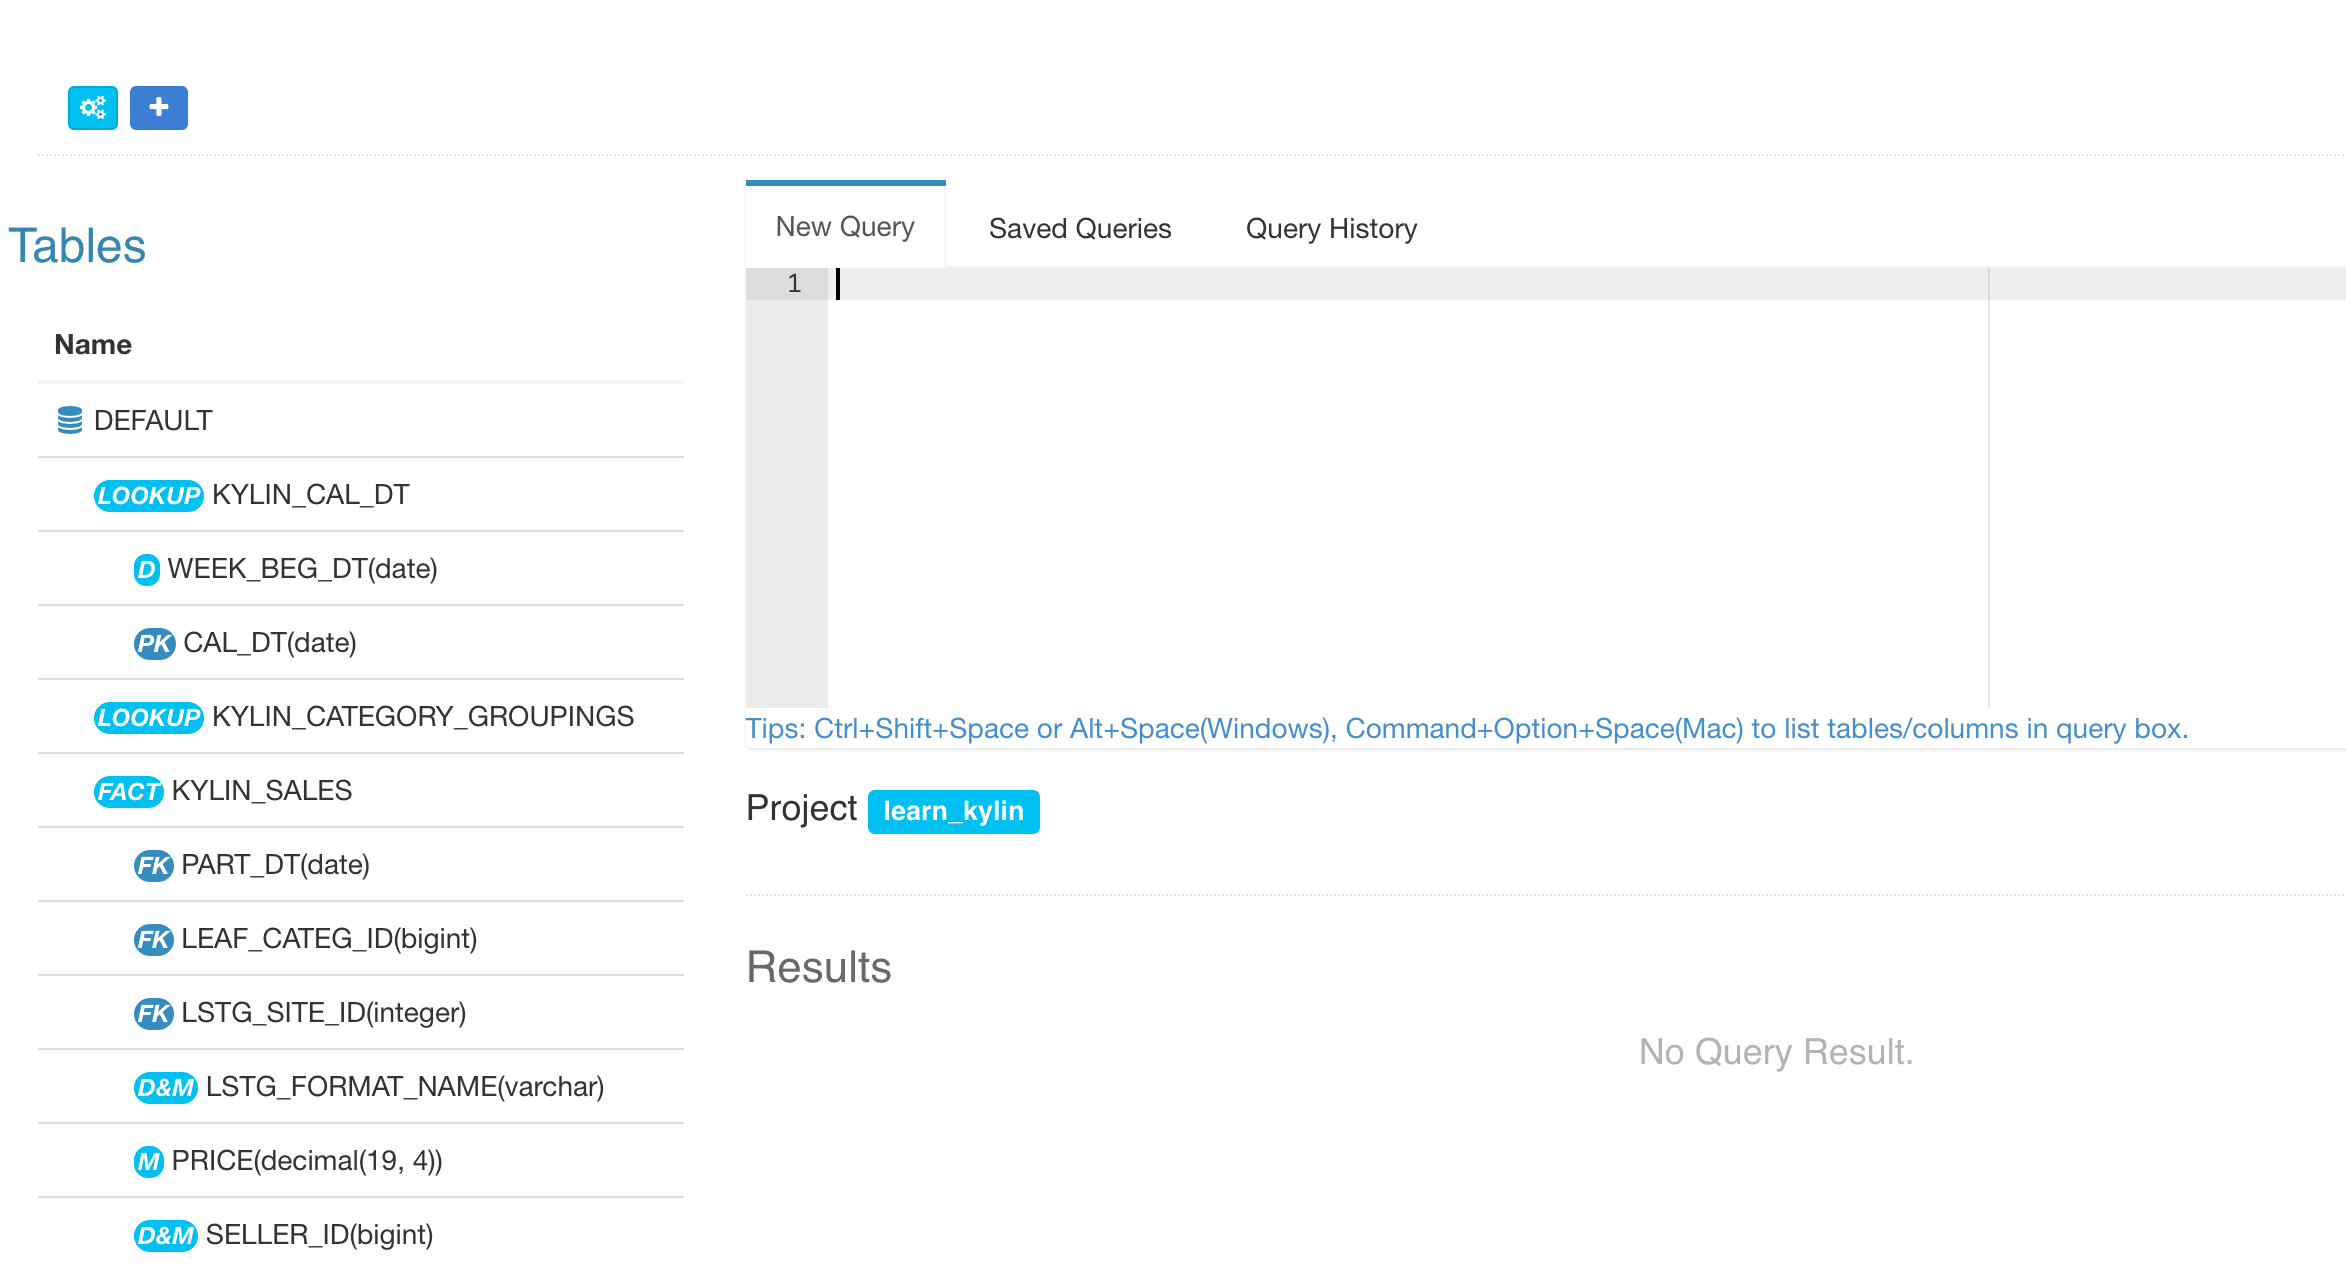 Tables
Name
DEFAULT
LOOKUP KYLIN_CAL_DT
D WEEK_BEG_DT(date)
PK CAL_DT(date)
LOOKUP KYLIN_CATEGORY_GROUPINGS
FACT KYLIN_SALES
FK PART_DT(date)
FK LEAF_CATEG_ID(bigint)
FK LSTG_SITE_ID(integer)
D&M LSTG_FORMAT_NAME(varchar)
M PRICE(decimal(19, 4))
D&M SELLER_ID(bigint)
New Query Saved Queries Query History
1
Tips: Ctrl+Shift+Space or Alt+Space(Windows), Command+Option+Space(Mac) to list tables/columns in query box.
Project learn_kylin
Results
No Query Result.